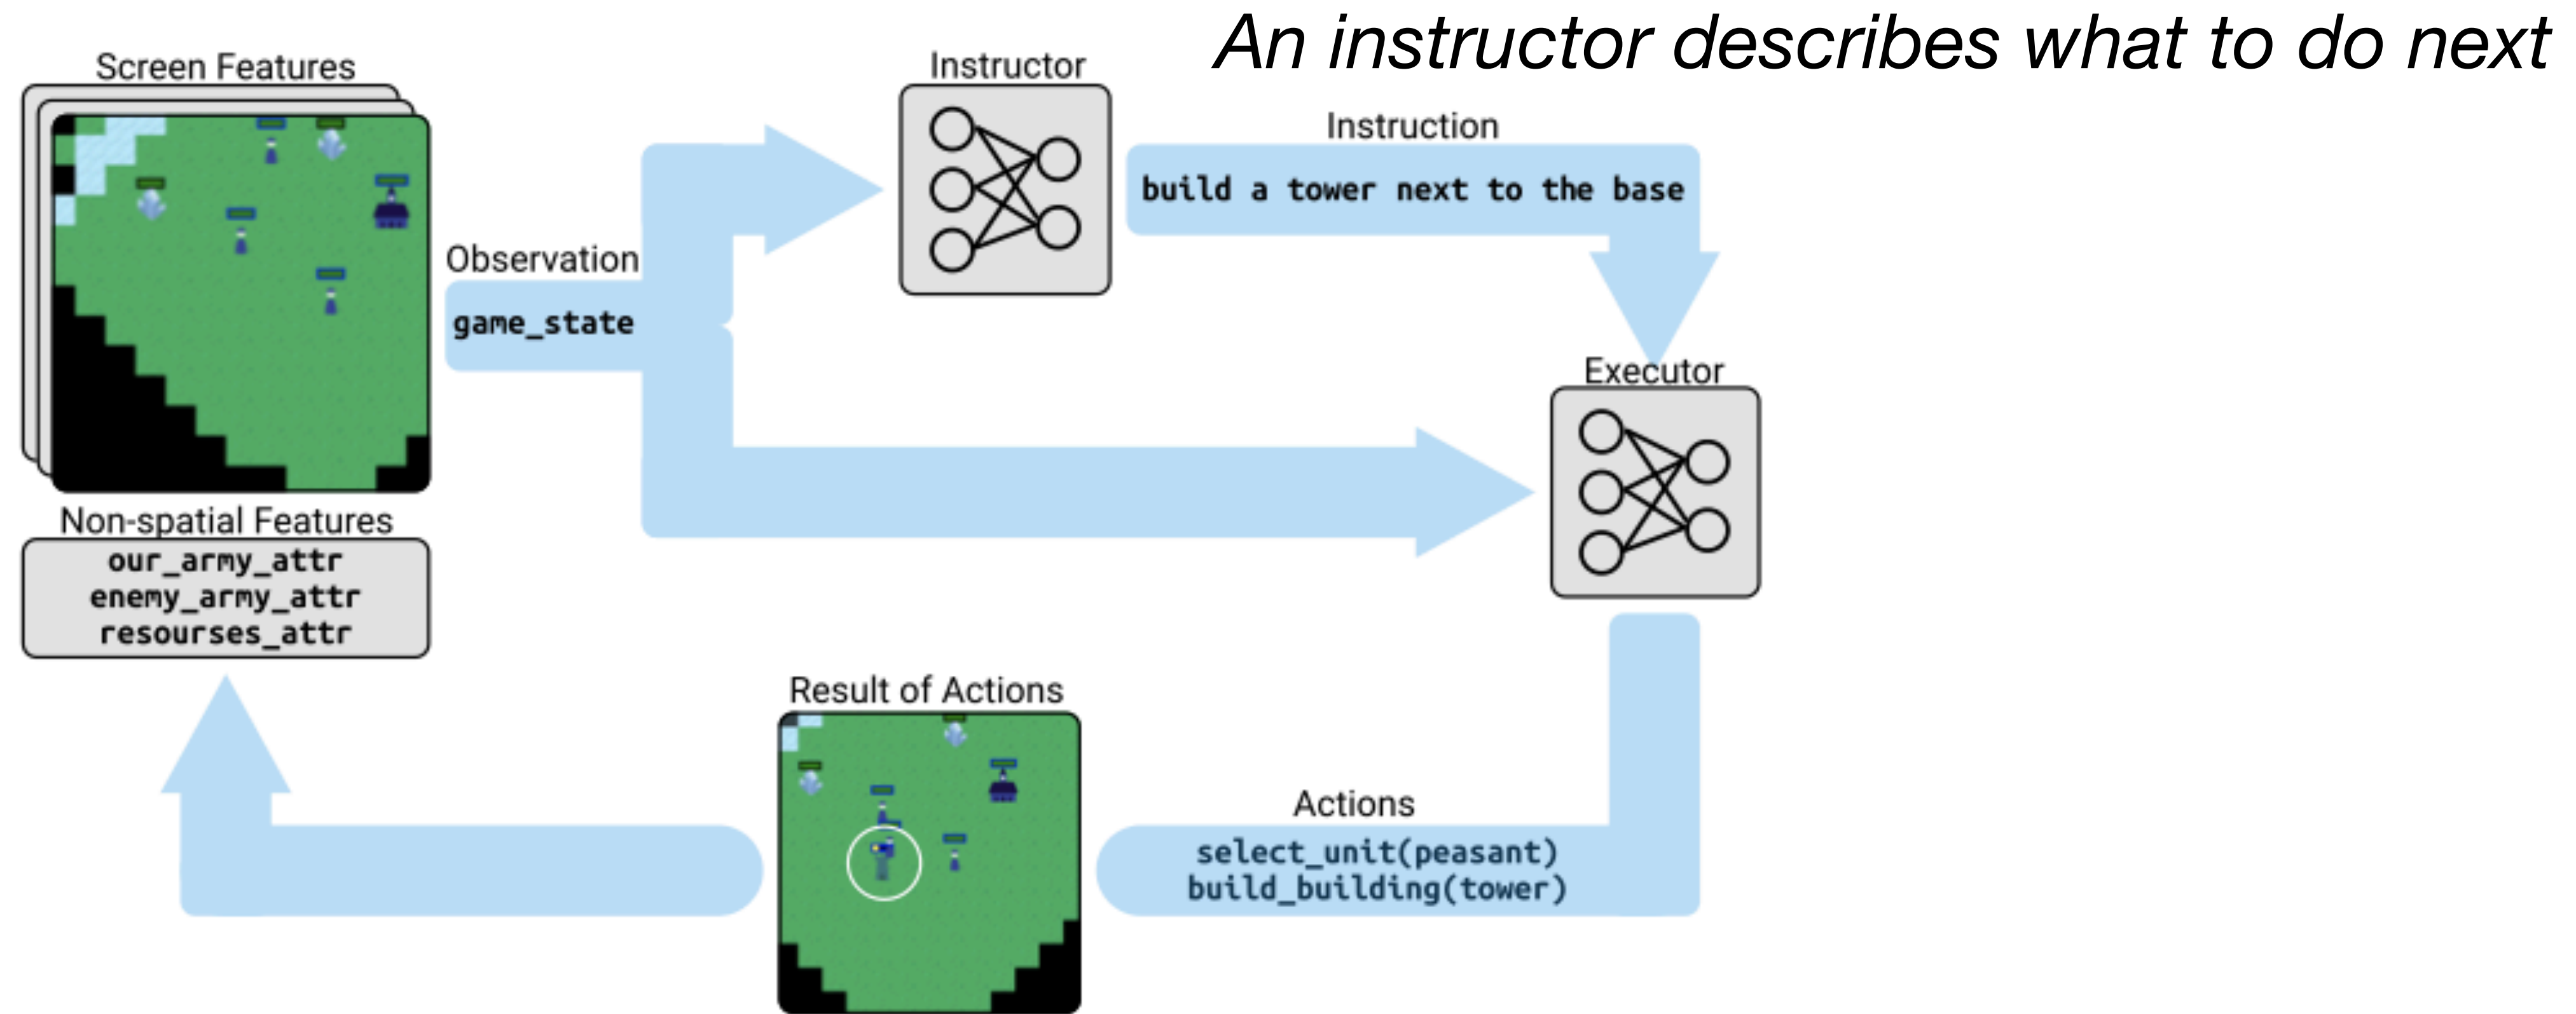 An instructor describes what to do next
Screen Features
Instructor
Instruction
build a tower next to the base
Observation
game_state
Executor
Non-spatial Features
our_army_attr
enemy_army_attr
resourses_attr
Result of Actions
Actions
select_unit(peasant)
build_building(tower)